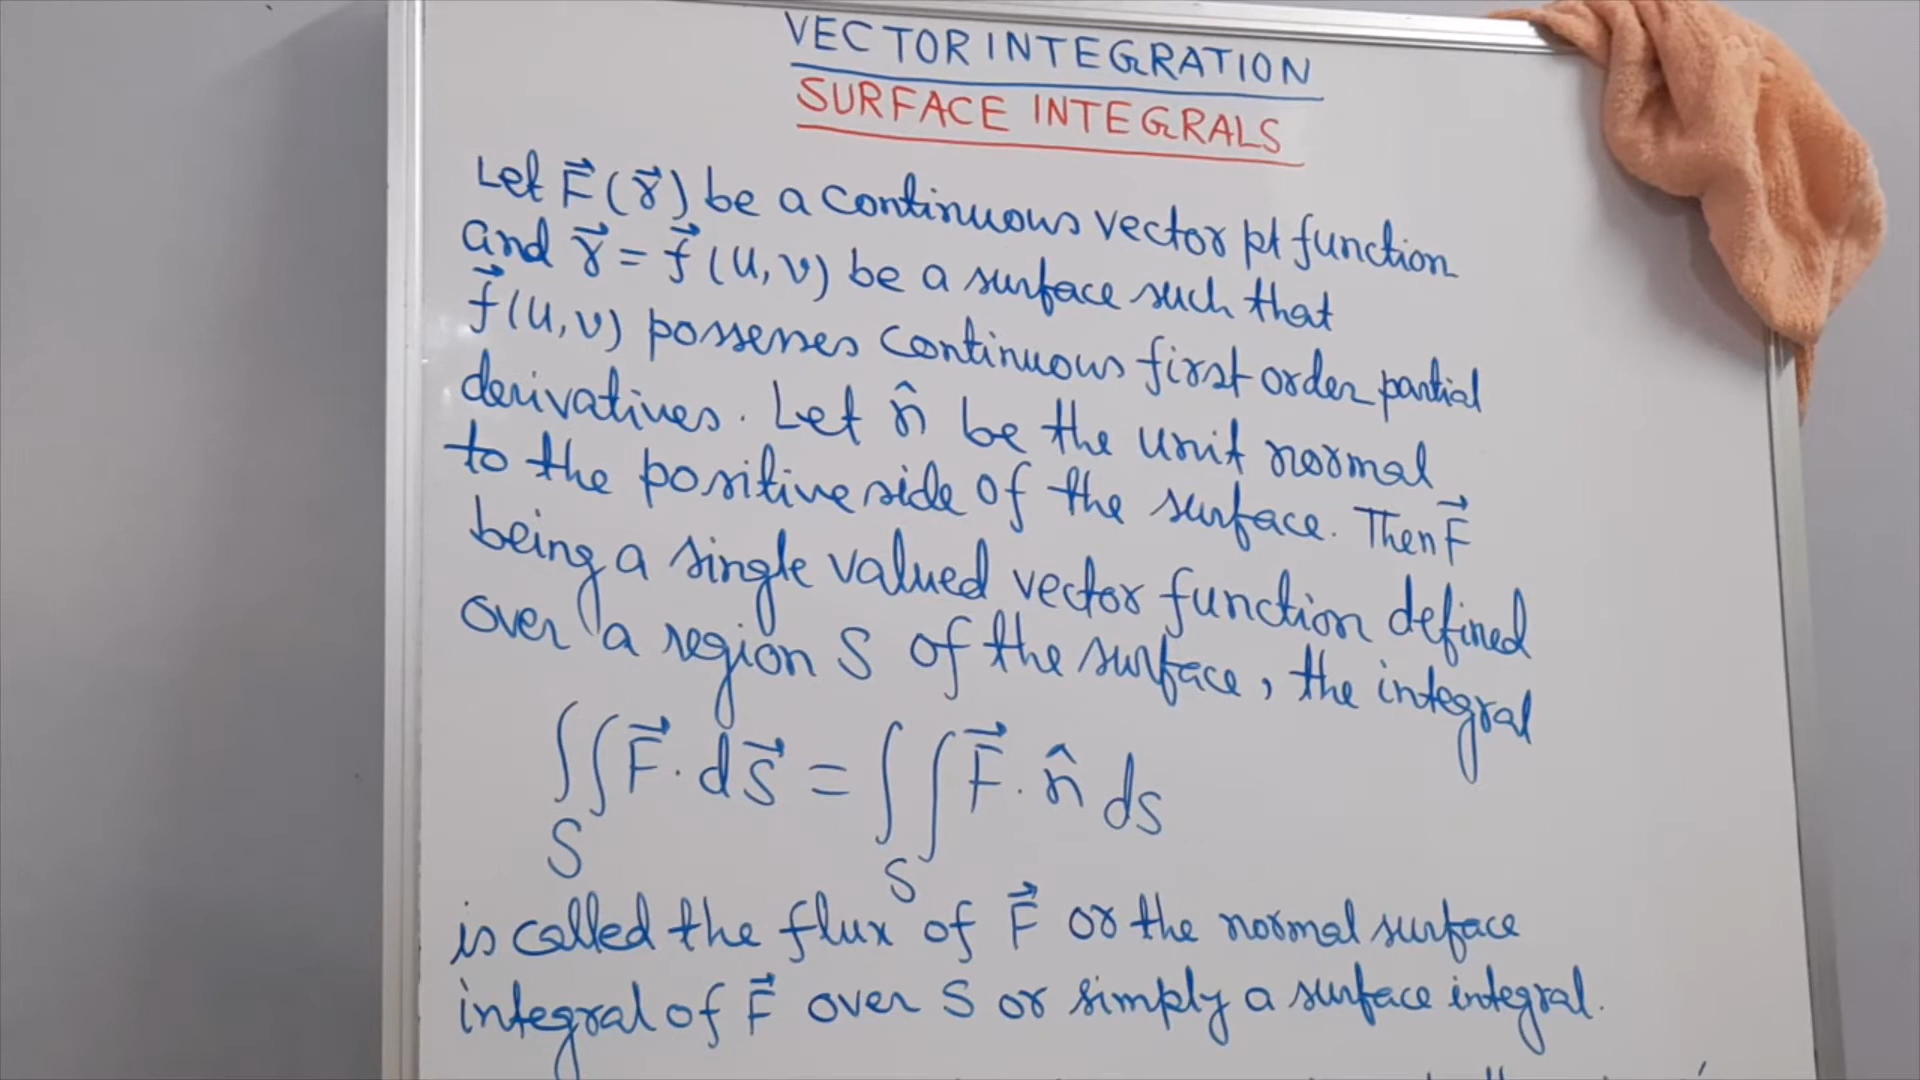 VECTOR INTEGRATION
SURFACE INTEGRALS
Let F⃗(r⃗) be a continuous vector pt function
and r⃗ = f⃗(u,v) be a surface such that
f⃗(u,v) possesses continuous first order partial
derivatives. Let n̂ be the unit normal
to the positive side of the surface. Then F⃗
being a single valued vector function defined
over a region S of the surface, the integral
∬_S F⃗ . dS⃗ = ∬_S F⃗ . n̂ ds
is called the flux of F⃗ or the normal surface
integral of F⃗ over S or simply a surface integral.